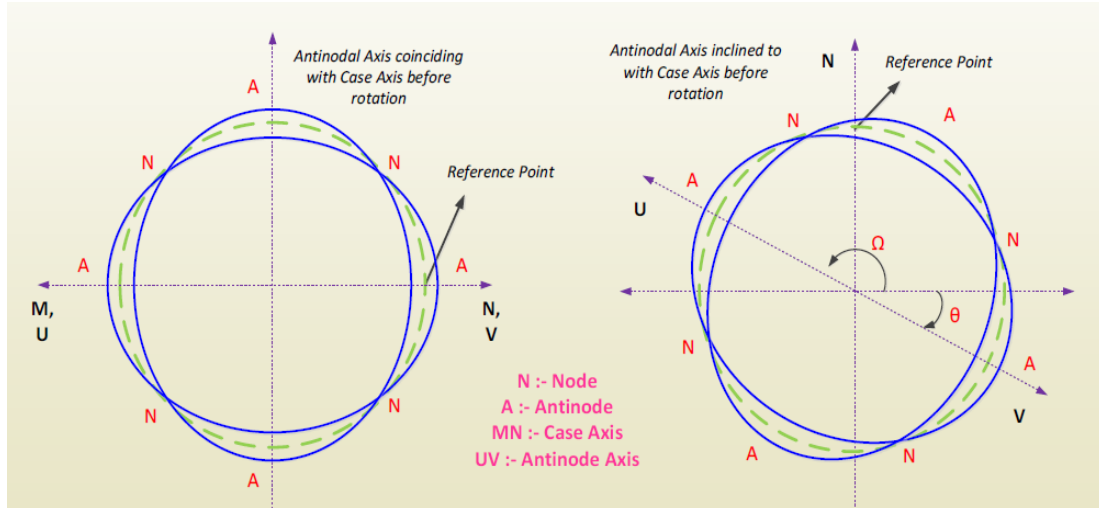 Antinodal Axis coinciding
with Case Axis before
rotation
A
N
N
Reference Point
A
A
M,
U
N,
V
N
N
A
Antinodal Axis inclined to
with Case Axis before
rotation
N
Reference Point
N
A
A
U
Ω
N
θ
N
A
V
A
N
N :- Node
A :- Antinode
MN :- Case Axis
UV :- Antinode Axis